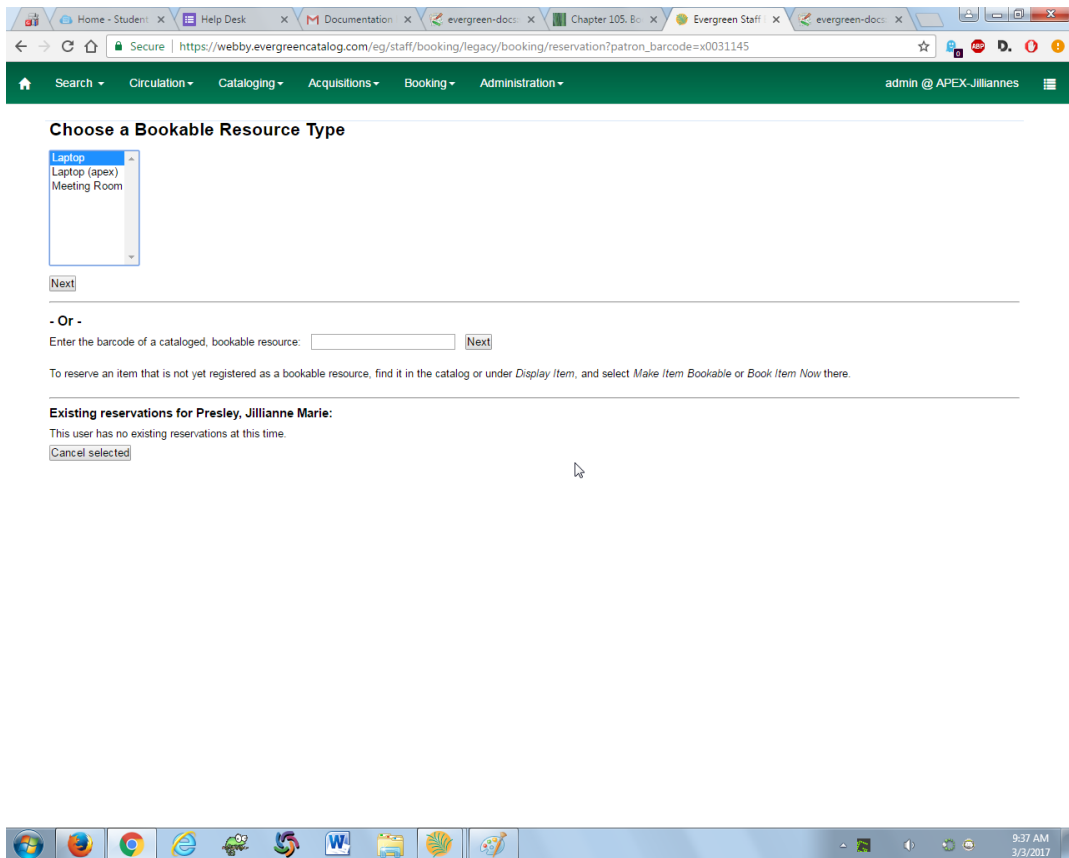 Home - Student
Help Desk
Documentation
evergreen-docs:
Chapter 105. Bo
Evergreen Staff
evergreen-docs:
Secure | https://webby.evergreencatalog.com/eg/staff/booking/legacy/booking/reservation?patron_barcode=x0031145
0
ABP
D.
Search
Circulation
Cataloging
Acquisitions
Booking
Administration
admin @ APEX-Jilliannes
Choose a Bookable Resource Type
Laptop
Laptop (apex)
Meeting Room
Next
- Or -
Enter the barcode of a cataloged, bookable resource:
Next
To reserve an item that is not yet registered as a bookable resource, find it in the catalog or under Display Item, and select Make Item Bookable or Book Item Now there.
Existing reservations for Presley, Jillianne Marie:
This user has no existing reservations at this time.
Cancel selected
9:37 AM
3/3/2017